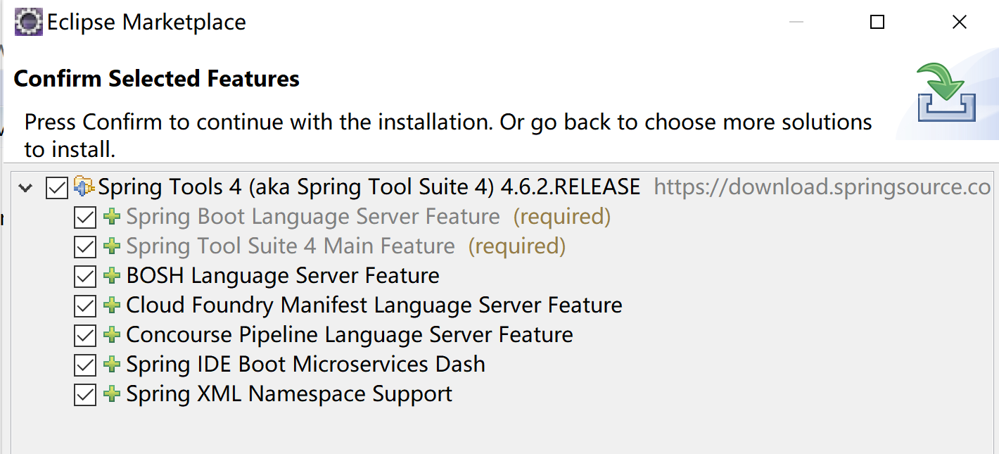 Eclipse Marketplace
Confirm Selected Features
Press Confirm to continue with the installation. Or go back to choose more solutions
to install.
Spring Tools 4 (aka Spring Tool Suite 4) 4.6.2.RELEASE https://download.springsource.co
Spring Boot Language Server Feature (required)
Spring Tool Suite 4 Main Feature (required)
BOSH Language Server Feature
Cloud Foundry Manifest Language Server Feature
Concourse Pipeline Language Server Feature
Spring IDE Boot Microservices Dash
Spring XML Namespace Support